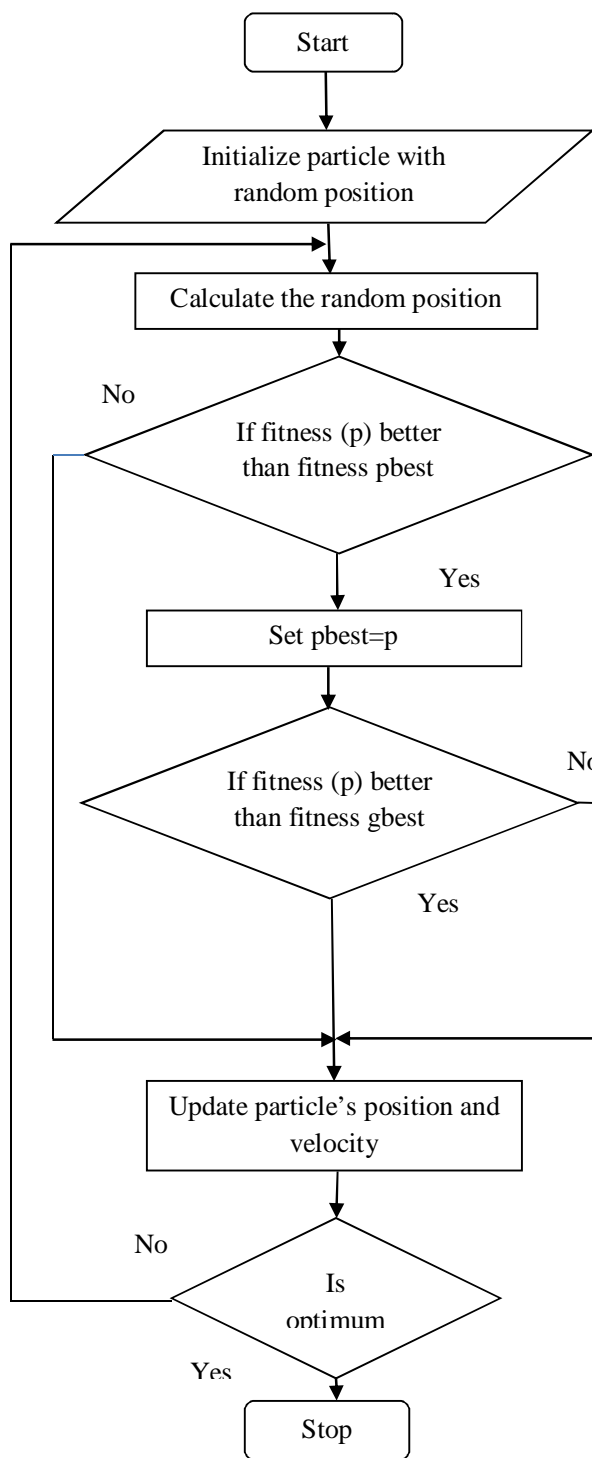 Start
Initialize particle with
random position
Calculate the random position
No
If fitness (p) better
than fitness pbest
Yes
Set pbest=p
No
If fitness (p) better
than fitness gbest
Yes
Update particle's position and
velocity
No
Is
optimum
Yes
Stop